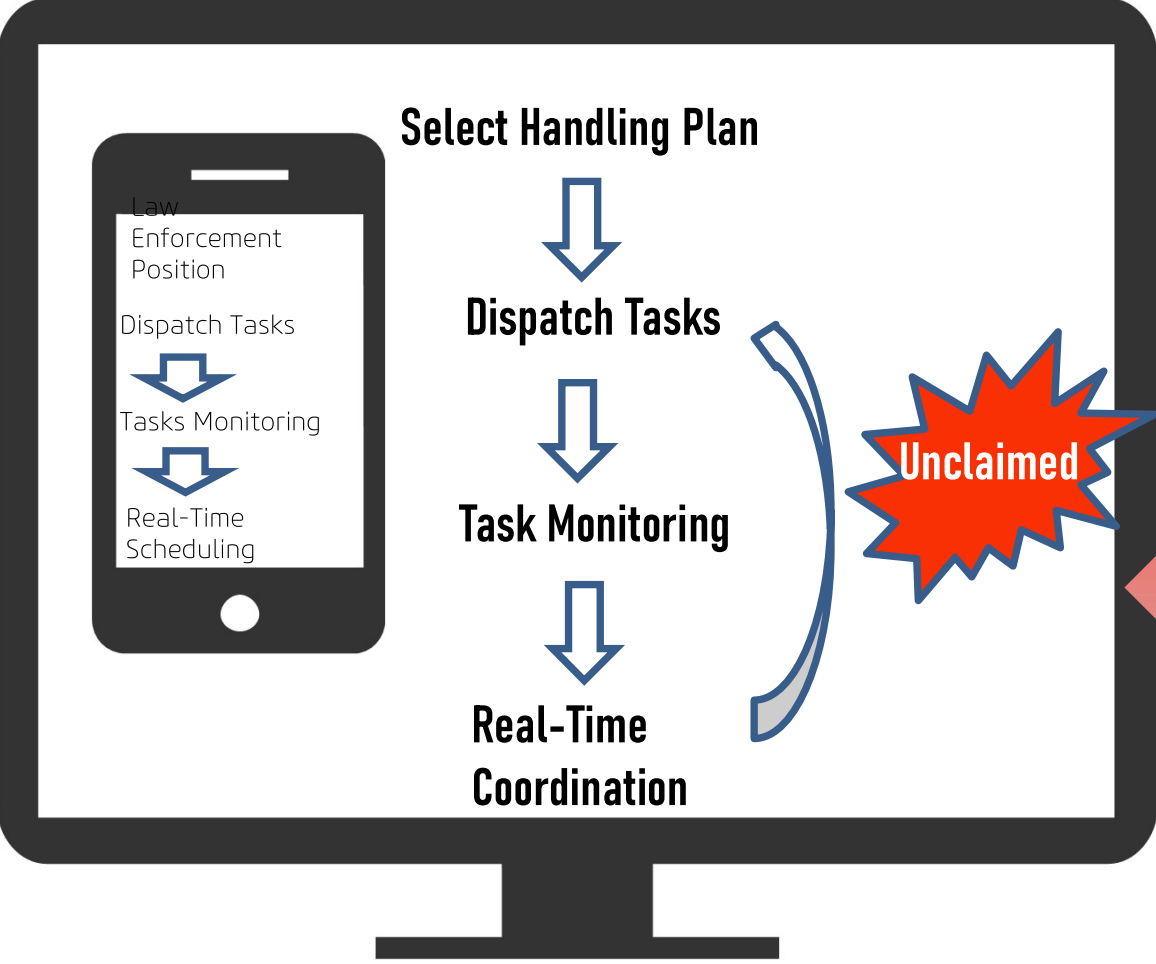 Law
Enforcement
Position
Dispatch Tasks
Tasks Monitoring
Real-Time
Scheduling
Select Handling Plan
Dispatch Tasks
Task Monitoring
Real-Time
Coordination
Unclaimed